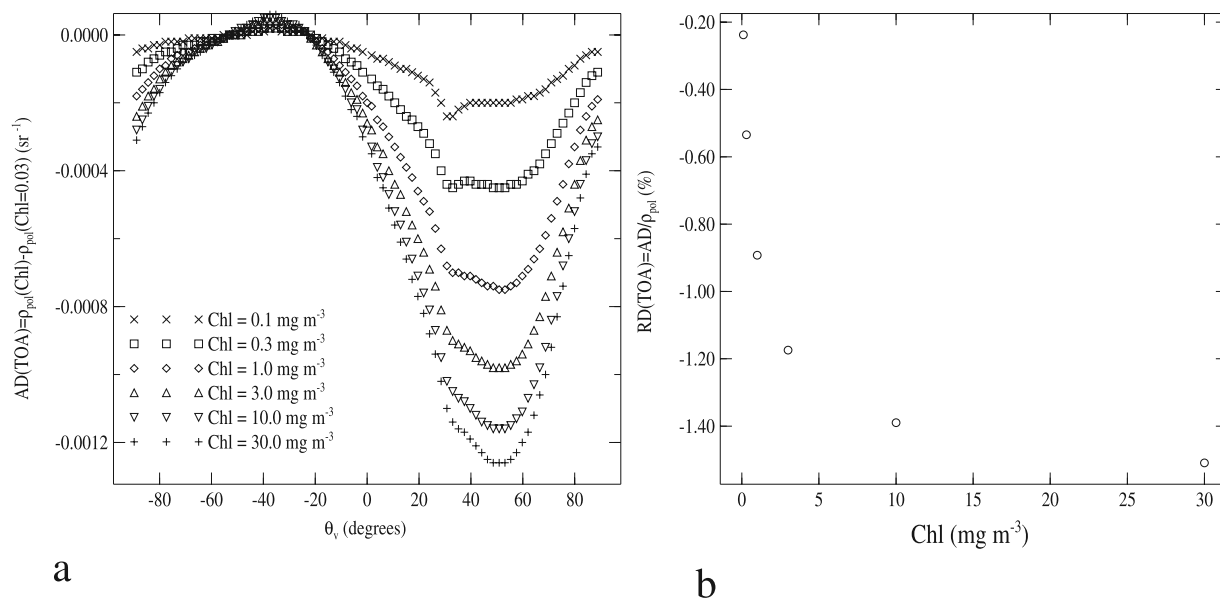 0.0000
-0.0004
-0.0008
-0.0012
AD(TOA)=ρpol(Chl)-ρpol(Chl=0.03) (sr-1)
Chl = 0.1 mg m-3
Chl = 0.3 mg m-3
Chl = 1.0 mg m-3
Chl = 3.0 mg m-3
Chl = 10.0 mg m-3
Chl = 30.0 mg m-3
-80 -60 -40 -20 0 20 40 60 80
θv (degrees)
a
-0.20
-0.40
-0.60
-0.80
-1.00
-1.20
-1.40
RD(TOA)=AD/ρpol (%)
0 5 10 15 20 25 30
Chl (mg m-3)
b